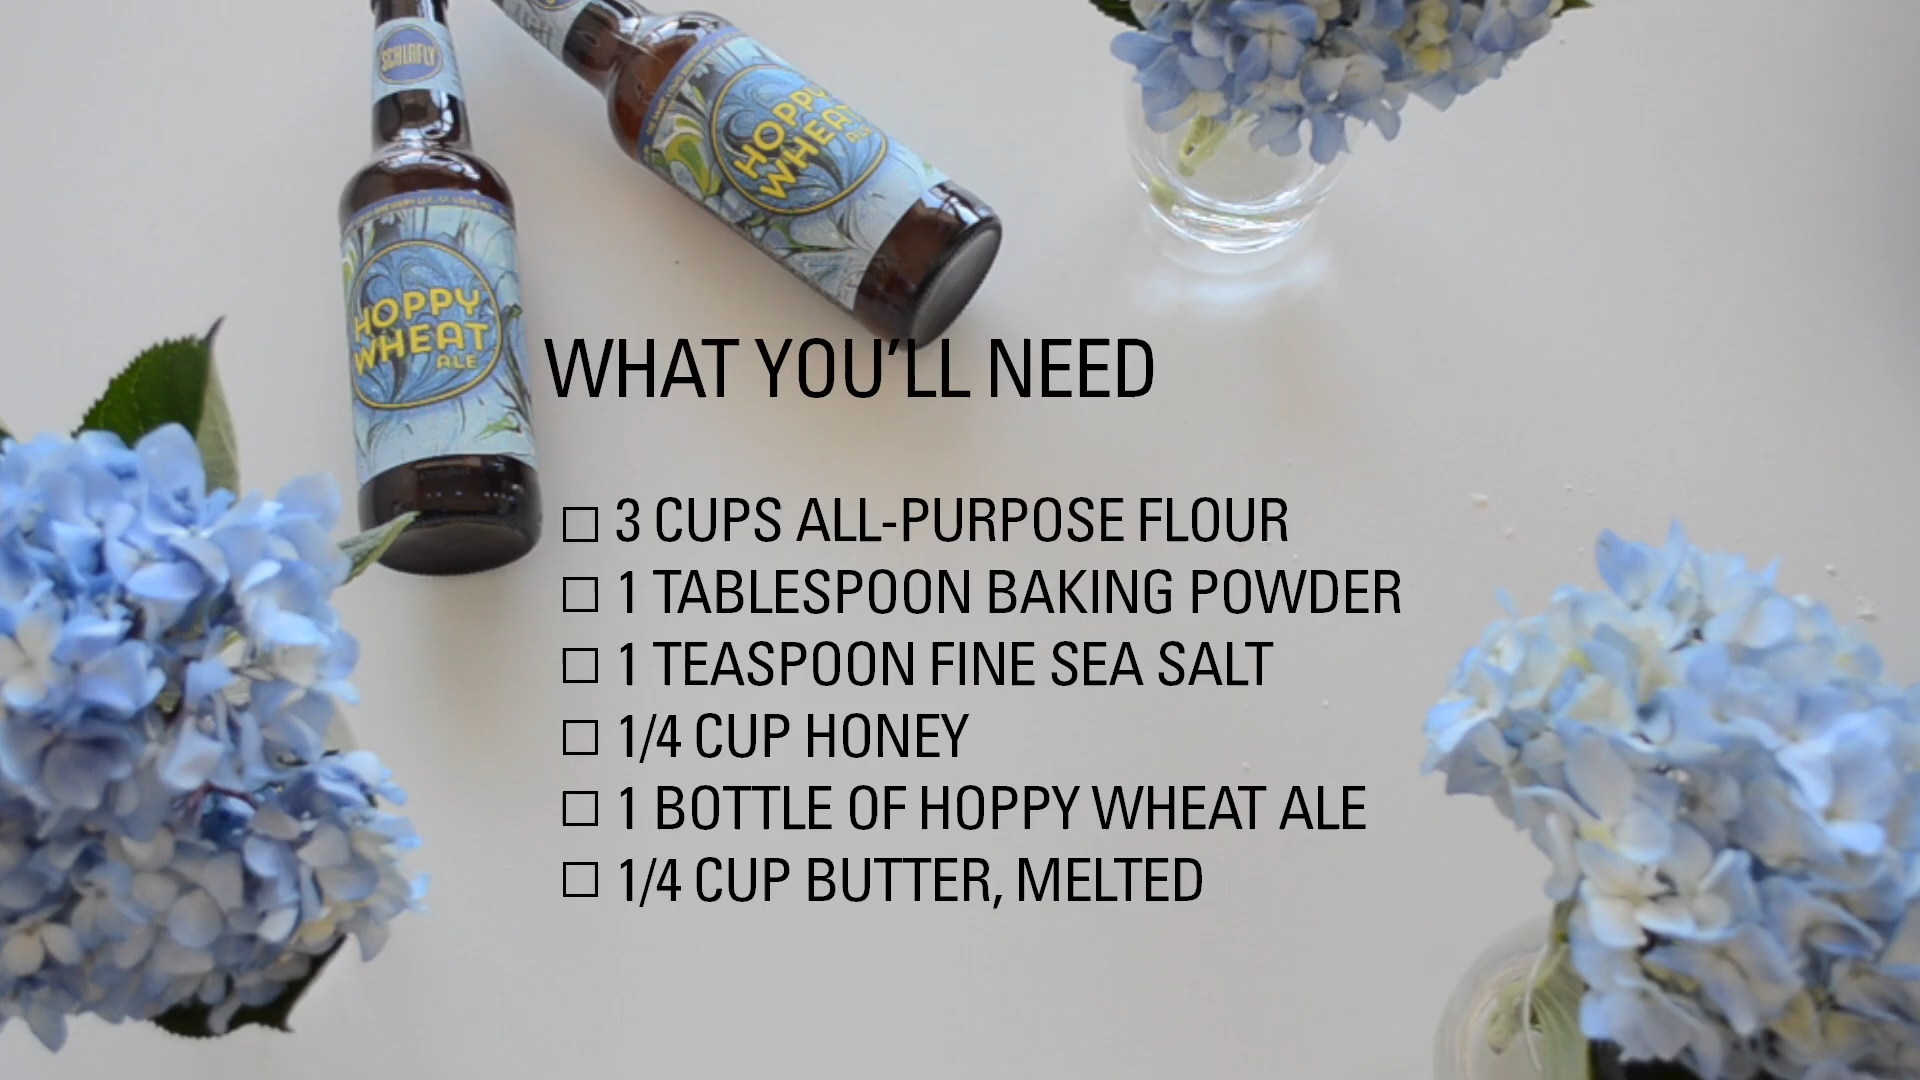 SCHLAFLY
HOPPY
WHEAT
ALE
HOPPY
WHEAT
ALE
WHAT YOU'LL NEED
☐ 3 CUPS ALL-PURPOSE FLOUR
☐ 1 TABLESPOON BAKING POWDER
☐ 1 TEASPOON FINE SEA SALT
☐ 1/4 CUP HONEY
☐ 1 BOTTLE OF HOPPY WHEAT ALE
☐ 1/4 CUP BUTTER, MELTED